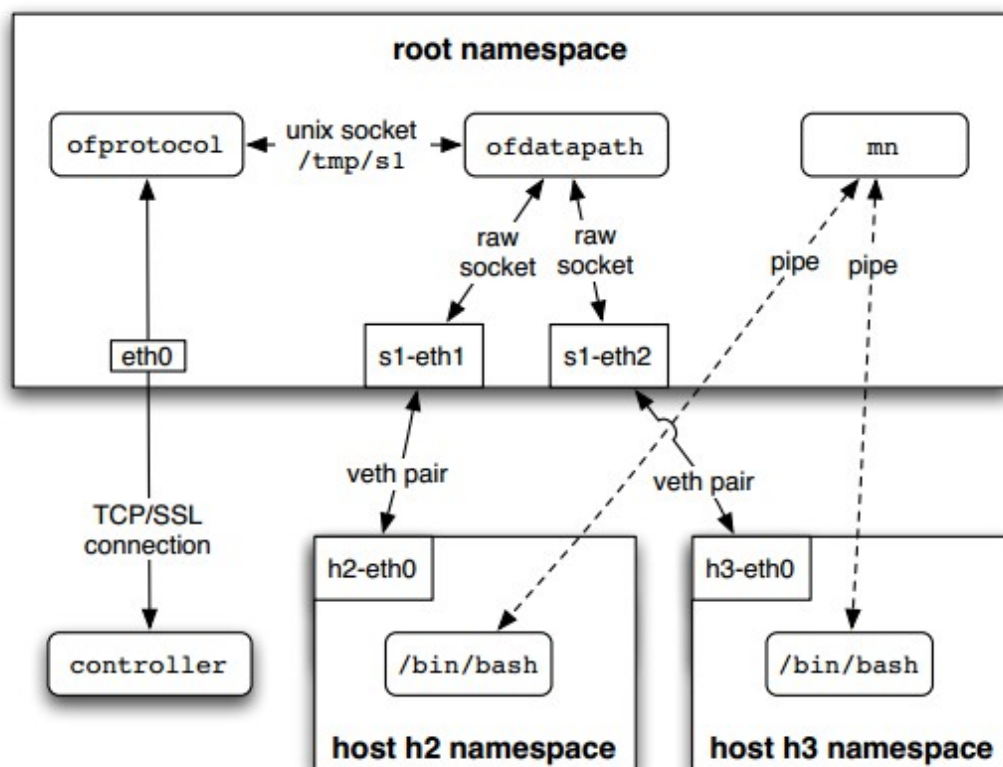 root namespace
ofprotocol
unix socket
/tmp/s1
ofdatapath
mn
raw
socket
raw
socket
pipe
pipe
eth0
s1-eth1
s1-eth2
veth pair
veth pair
TCP/SSL
connection
h2-eth0
h3-eth0
controller
/bin/bash
/bin/bash
host h2 namespace
host h3 namespace